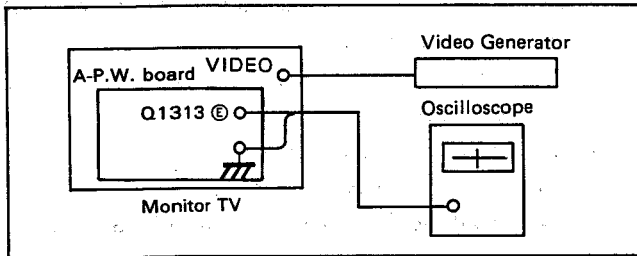 Video Generator
A-P.W. board
VIDEO
Q1313 Ⓔ
Oscilloscope
Monitor TV